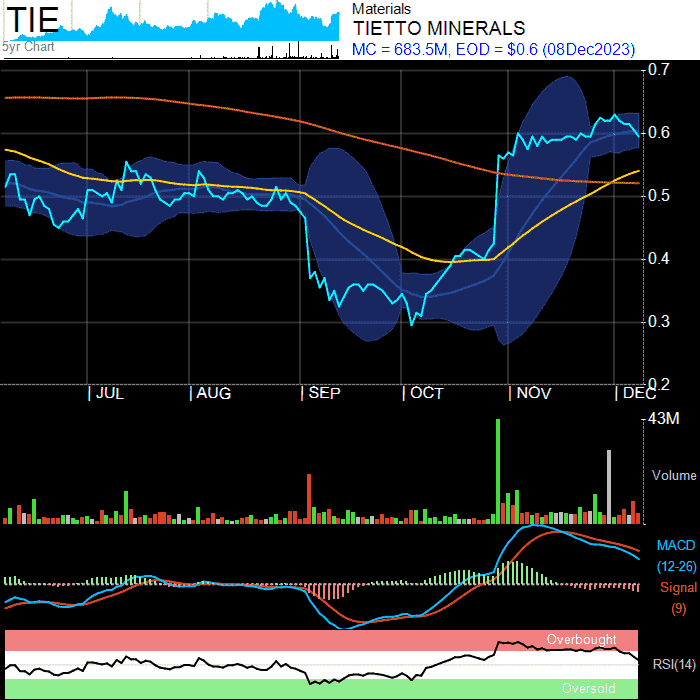 TIE
5yr Chart
Materials
TIETTO MINERALS
MC = 683.5M, EOD = $0.6 (08Dec2023)
0.7
0.6
0.5
0.4
0.3
0.2
| JUL | AUG | SEP | OCT | NOV | DEC
43M
Volume
MACD
(12-26)
Signal
(9)
Overbought
RSI(14)
Oversold